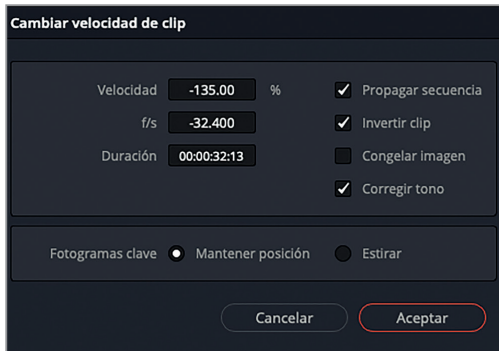 Cambiar velocidad de clip
Velocidad -135.00 % Propagar secuencia
f/s -32.400 Invertir clip
Duración 00:00:32:13 Congelar imagen
Corregir tono
Fotogramas clave Mantener posición Estirar
Cancelar Aceptar